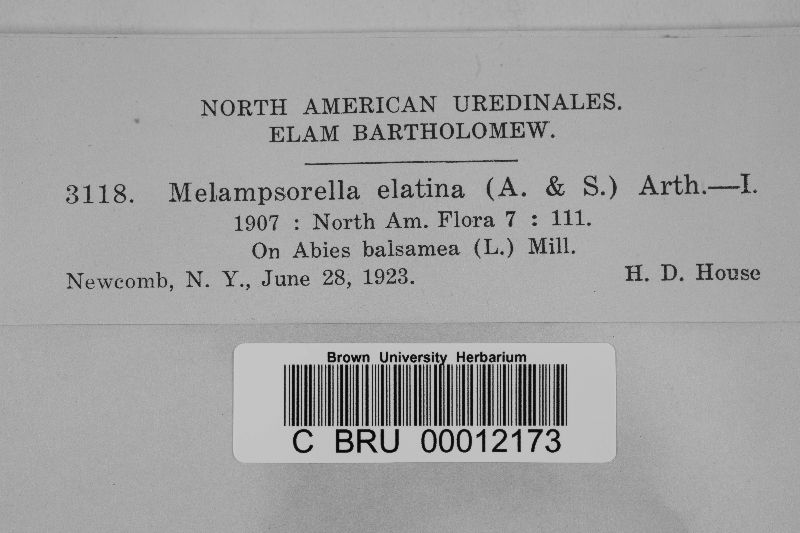 NORTH AMERICAN UREDINALES.
ELAM BARTHOLOMEW.
3118. Melampsorella elatina (A. & S.) Arth.—I.
1907 : North Am. Flora 7 : 111.
On Abies balsamea (L.) Mill.
Newcomb, N. Y., June 28, 1923. H. D. House
Brown University Herbarium
C BRU 00012173